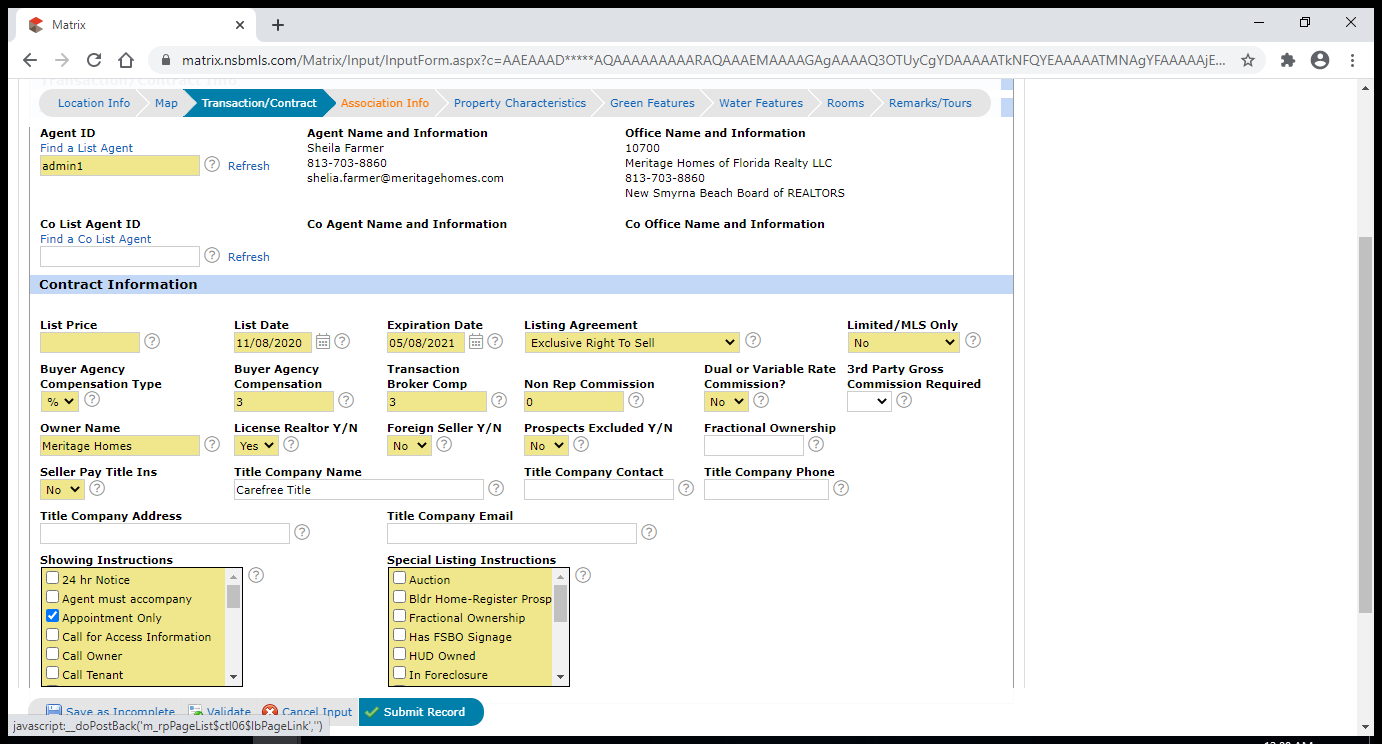 Matrix
matrix.nsbmls.com/Matrix/Input/InputForm.aspx?c=AAEAAAD*****AQAAAAAAAAARAQAAAEMAAAAGAgAAAAQ3OTUyCgYDAAAAATkNFQYEAAAAATMNAgYFAAAAAjE...
Transaction/Contract Info
Location Info Map Transaction/Contract Association Info Property Characteristics Green Features Water Features Rooms Remarks/Tours
Agent ID Agent Name and Information Office Name and Information
Find a List Agent Sheila Farmer 10700
admin1 ? Refresh 813-703-8860 Meritage Homes of Florida Realty LLC
shelia.farmer@meritagehomes.com 813-703-8860
New Smyrna Beach Board of REALTORS
Co List Agent ID Co Agent Name and Information Co Office Name and Information
Find a Co List Agent
? Refresh
Contract Information
List Price List Date Expiration Date Listing Agreement Limited/MLS Only
? 11/08/2020 ? 05/08/2021 ? Exclusive Right To Sell ? No ?
Buyer Agency Buyer Agency Transaction Dual or Variable Rate 3rd Party Gross
Compensation Type Compensation Broker Comp Non Rep Commission Commission? Commission Required
% ? 3 ? 3 ? 0 ? No ? ?
Owner Name License Realtor Y/N Foreign Seller Y/N Prospects Excluded Y/N Fractional Ownership
Meritage Homes ? Yes ? No ? No ? ?
Seller Pay Title Ins Title Company Name Title Company Contact Title Company Phone
No ? Carefree Title ? ? ?
Title Company Address Title Company Email
? ?
Showing Instructions Special Listing Instructions
24 hr Notice ? Auction ?
Agent must accompany Bldr Home-Register Prosp
Appointment Only Fractional Ownership
Call for Access Information Has FSBO Signage
Call Owner HUD Owned
Call Tenant In Foreclosure
Save as Incomplete Validate Cancel Input Submit Record
javascript:__doPostBack('m_rpPageList$ctl06$lbPageLink','')